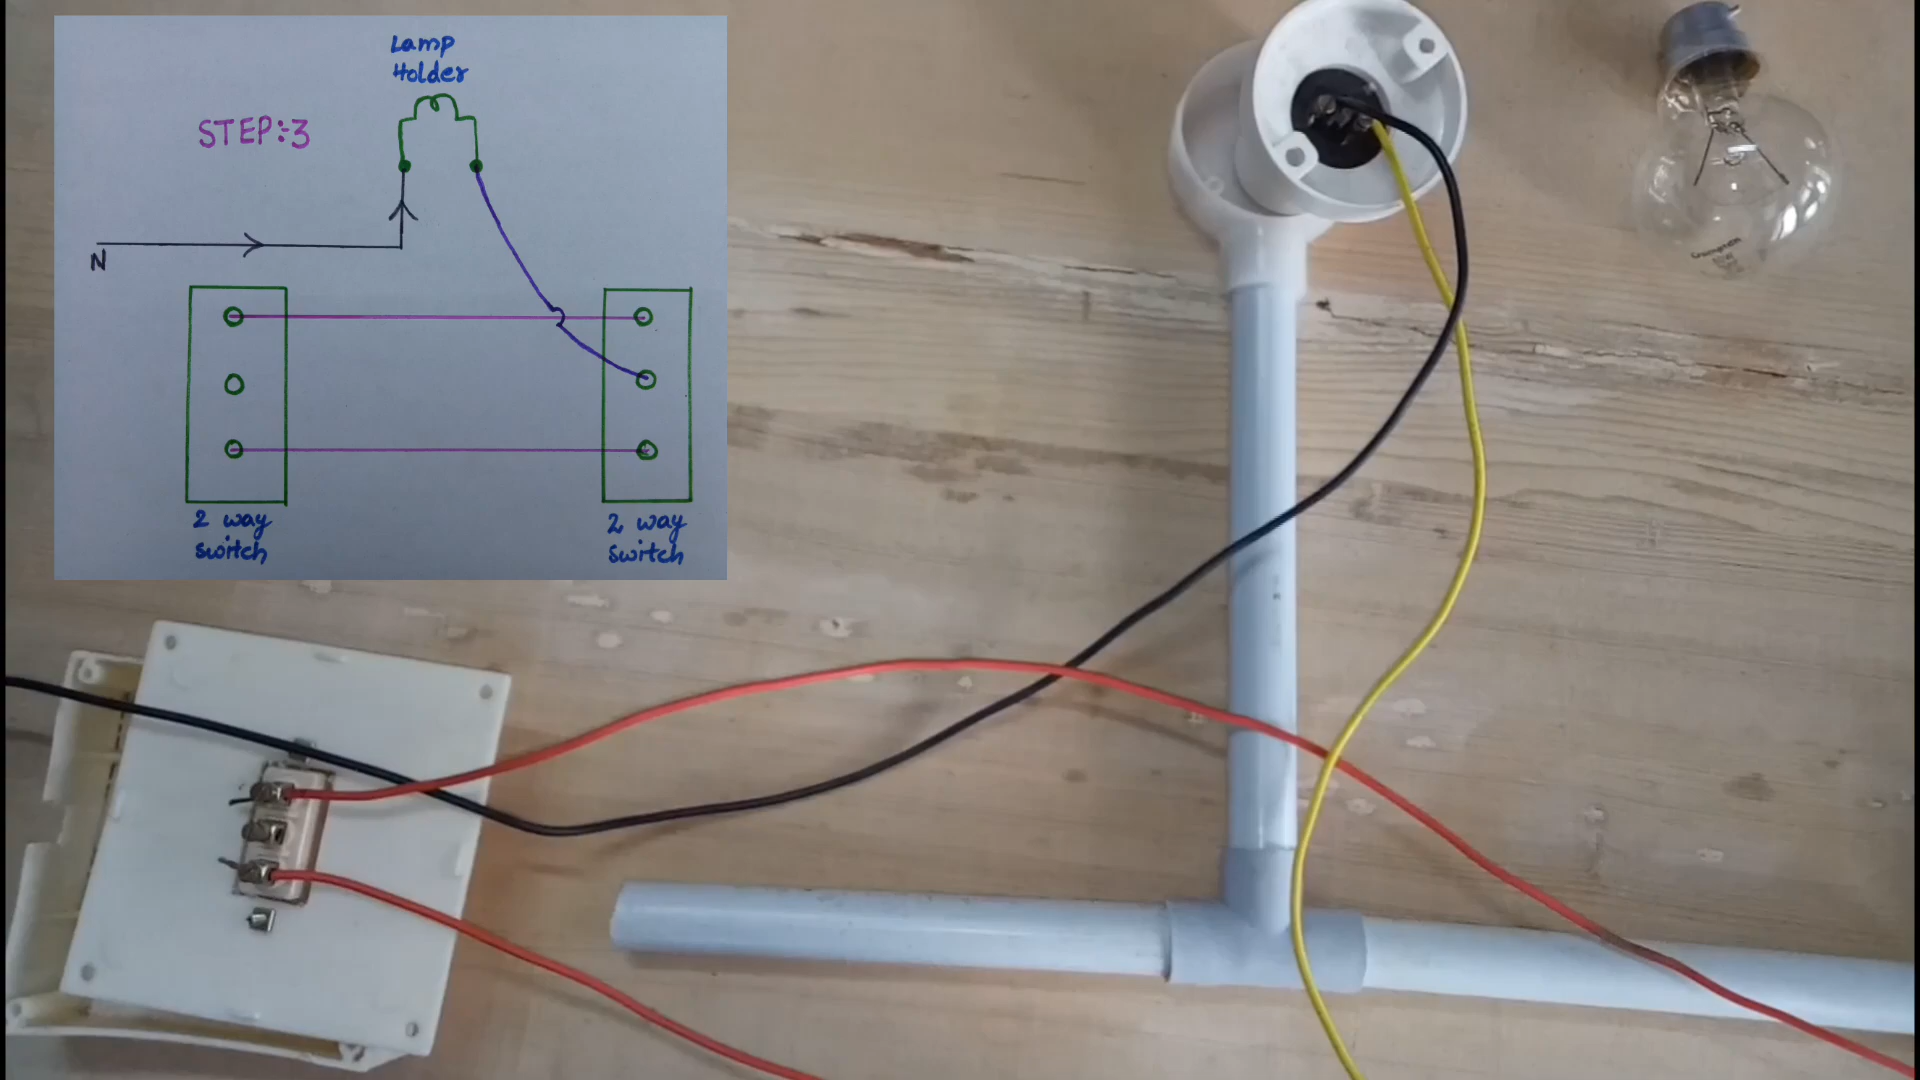 Lamp
Holder
STEP:-3
N
2 way
switch
2 way
switch